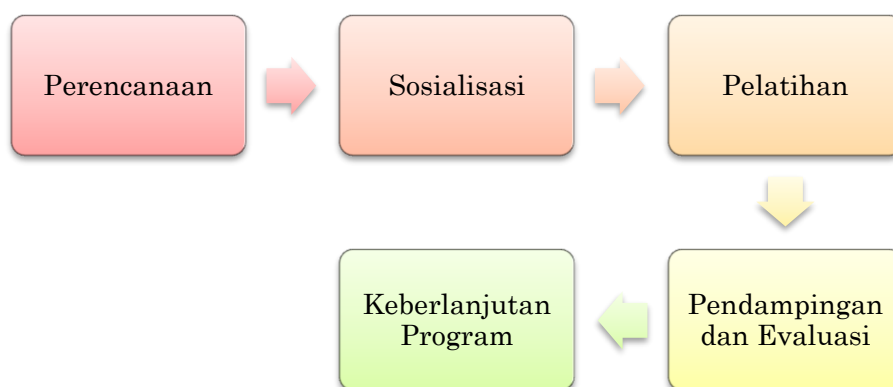 Perencanaan
Sosialisasi
Pelatihan
Pendampingan
dan Evaluasi
Keberlanjutan
Program